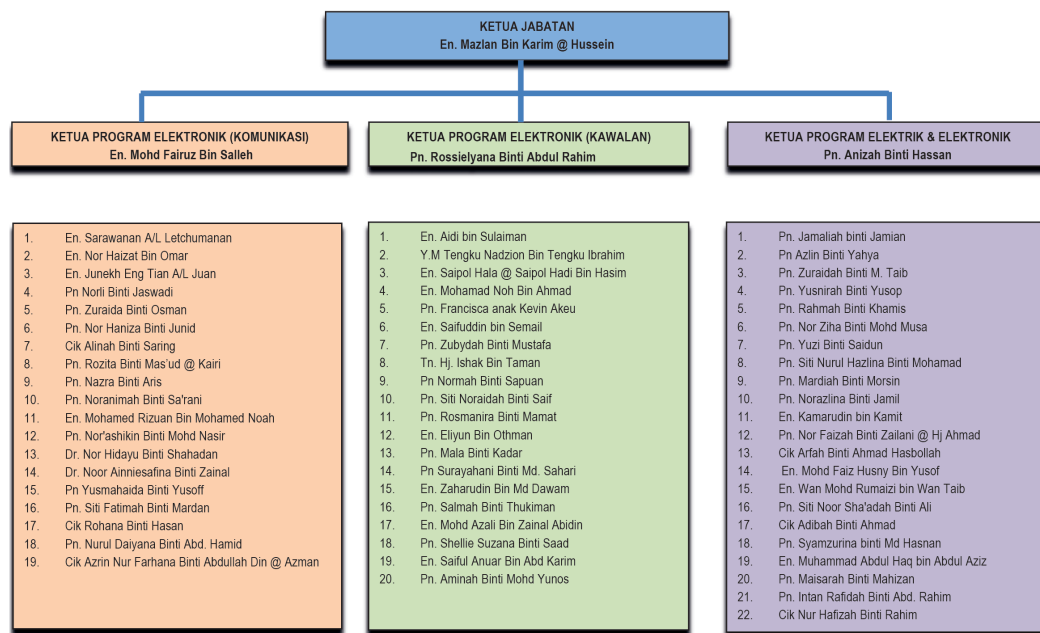 KETUA JABATAN
En. Mazlan Bin Karim @ Hussein
KETUA PROGRAM ELEKTRONIK (KOMUNIKASI)
En. Mohd Fairuz Bin Salleh
KETUA PROGRAM ELEKTRONIK (KAWALAN)
Pn. Rossielyana Binti Abdul Rahim
KETUA PROGRAM ELEKTRIK & ELEKTRONIK
Pn. Anizah Binti Hassan
1. En. Sarawanan A/L Letchumanan
2. En. Nor Haizat Bin Omar
3. En. Junekh Eng Tian A/L Juan
4. Pn Norli Binti Jaswadi
5. Pn. Zuraida Binti Osman
6. Pn. Nor Haniza Binti Junid
7. Cik Alinah Binti Saring
8. Pn. Rozita Binti Mas'ud @ Kairi
9. Pn. Nazra Binti Aris
10. Pn. Noranimah Binti Sa'rani
11. En. Mohamed Rizuan Bin Mohamed Noah
12. Pn. Nor'ashikin Binti Mohd Nasir
13. Dr. Nor Hidayu Binti Shahadan
14. Dr. Noor Ainniesafina Binti Zainal
15. Pn Yusmahaida Binti Yusoff
16. Pn. Siti Fatimah Binti Mardan
17. Cik Rohana Binti Hasan
18. Pn. Nurul Daiyana Binti Abd. Hamid
19. Cik Azrin Nur Farhana Binti Abdullah Din @ Azman
1. En. Aidi bin Sulaiman
2. Y.M Tengku Nadzion Bin Tengku Ibrahim
3. En. Saipol Hala @ Saipol Hadi Bin Hasim
4. En. Mohamad Noh Bin Ahmad
5. Pn. Francisca anak Kevin Akeu
6. En. Saifuddin bin Semail
7. Pn. Zubydah Binti Mustafa
8. Tn. Hj. Ishak Bin Taman
9. Pn Normah Binti Sapuan
10. Pn. Siti Noraidah Binti Saif
11. Pn. Rosmanira Binti Mamat
12. En. Eliyun Bin Othman
13. Pn. Mala Binti Kadar
14. Pn Surayahani Binti Md. Sahari
15. En. Zaharudin Bin Md Dawam
16. Pn. Salmah Binti Thukiman
17. En. Mohd Azali Bin Zainal Abidin
18. Pn. Shellie Suzana Binti Saad
19. En. Saiful Anuar Bin Abd Karim
20. Pn. Aminah Binti Mohd Yunos
1. Pn. Jamaliah binti Jamian
2. Pn Azlin Binti Yahya
3. Pn. Zuraidah Binti M. Taib
4. Pn. Yusnirah Binti Yusop
5. Pn. Rahmah Binti Khamis
6. Pn. Nor Ziha Binti Mohd Musa
7. Pn. Yuzi Binti Saidun
8. Pn. Siti Nurul Hazlina Binti Mohamad
9. Pn. Mardiah Binti Morsin
10. Pn. Norazlina Binti Jamil
11. En. Kamarudin bin Kamit
12. Pn. Nor Faizah Binti Zailani @ Hj Ahmad
13. Cik Arfah Binti Ahmad Hasbollah
14. En. Mohd Faiz Husny bin Yusof
15. En. Wan Mohd Rumaizi bin Wan Taib
16. Pn. Siti Noor Sha'adah Binti Ali
17. Cik Adibah Binti Ahmad
18. Pn. Syamzurina binti Md Hasnan
19. En. Muhammad Abdul Haq bin Abdul Aziz
20. Pn. Maisarah Binti Mahizan
21. Pn. Intan Rafidah Binti Abd. Rahim
22. Cik Nur Hafizah Binti Rahim